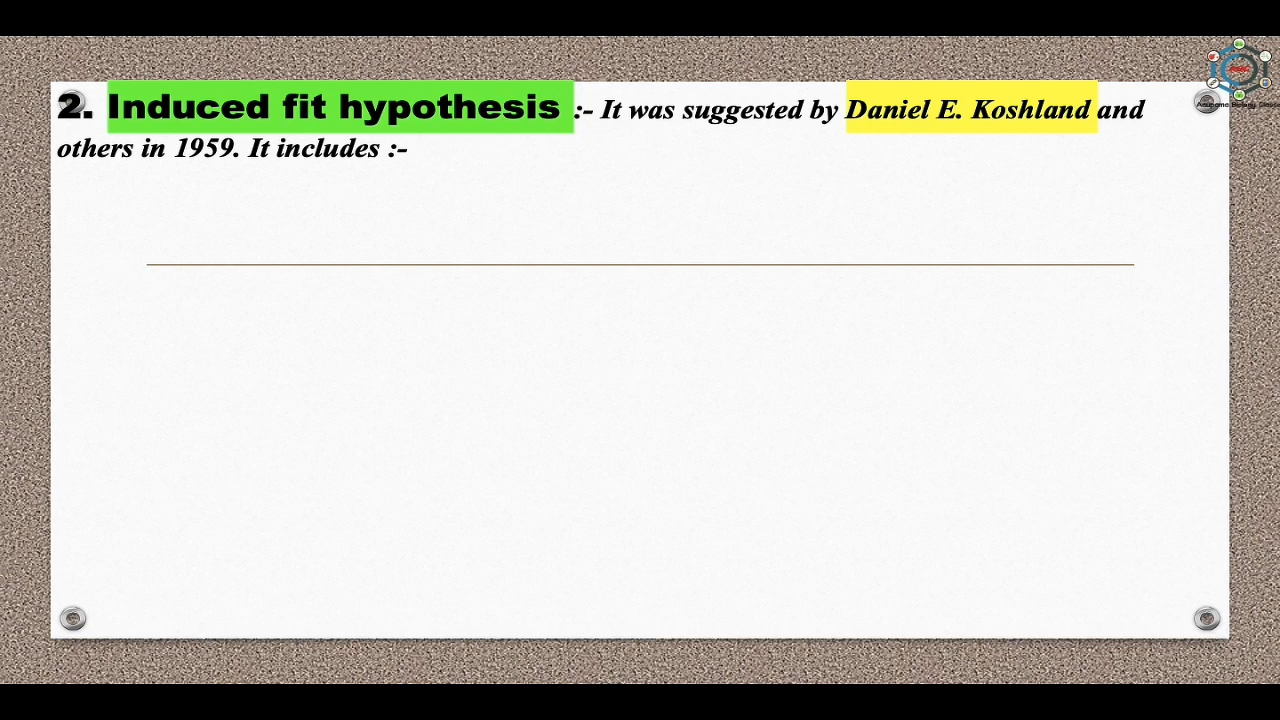 2. Induced fit hypothesis :- It was suggested by Daniel E. Koshland and
others in 1959. It includes :-